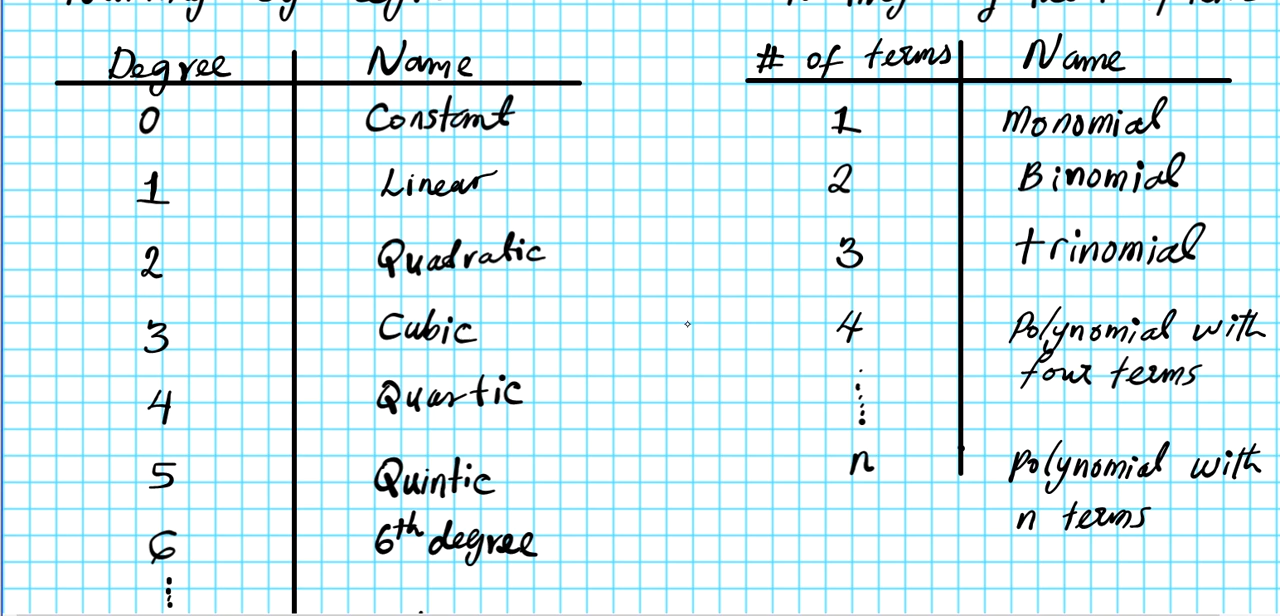 Degree Name
0 Constant
1 Linear
2 Quadratic
3 Cubic
4 Quartic
5 Quintic
6 6th degree
# of terms Name
1 Monomial
2 Binomial
3 trinomial
4 Polynomial with
four terms
n polynomial with
n terms